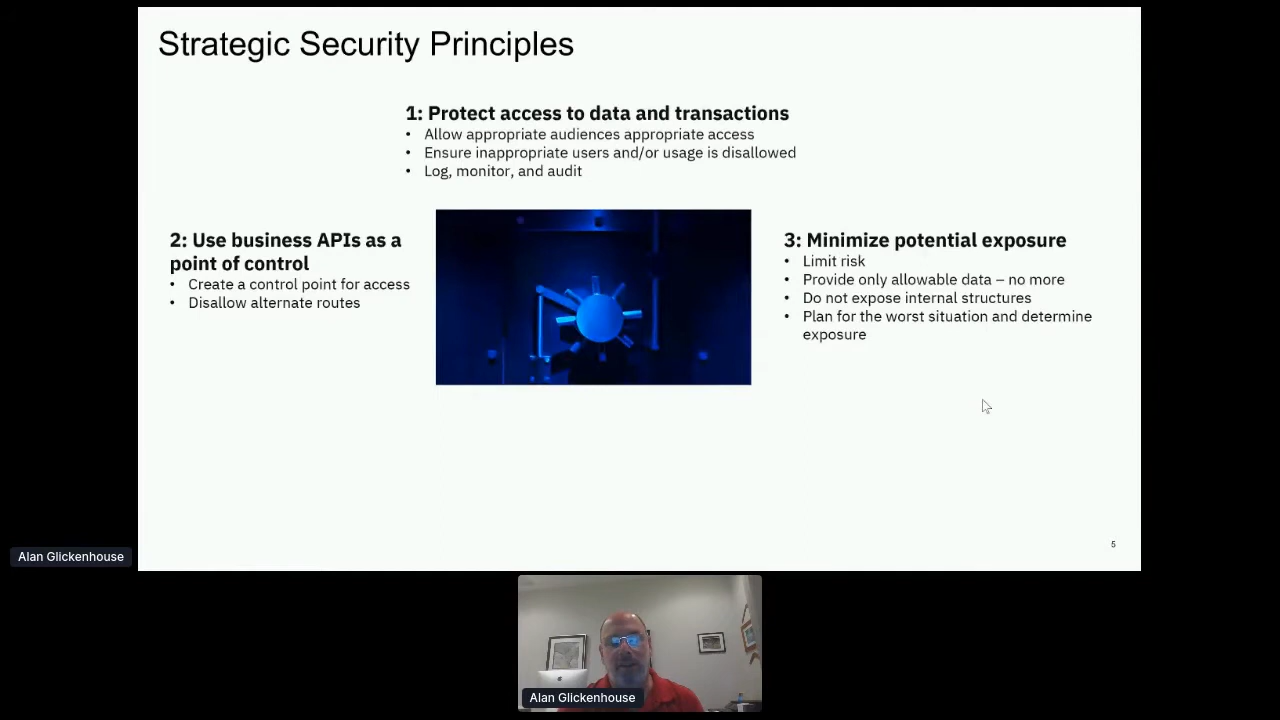 Strategic Security Principles
1: Protect access to data and transactions
• Allow appropriate audiences appropriate access
• Ensure inappropriate users and/or usage is disallowed
• Log, monitor, and audit
2: Use business APIs as a
point of control
• Create a control point for access
• Disallow alternate routes
3: Minimize potential exposure
• Limit risk
• Provide only allowable data – no more
• Do not expose internal structures
• Plan for the worst situation and determine
exposure
5
Alan Glickenhouse
Alan Glickenhouse